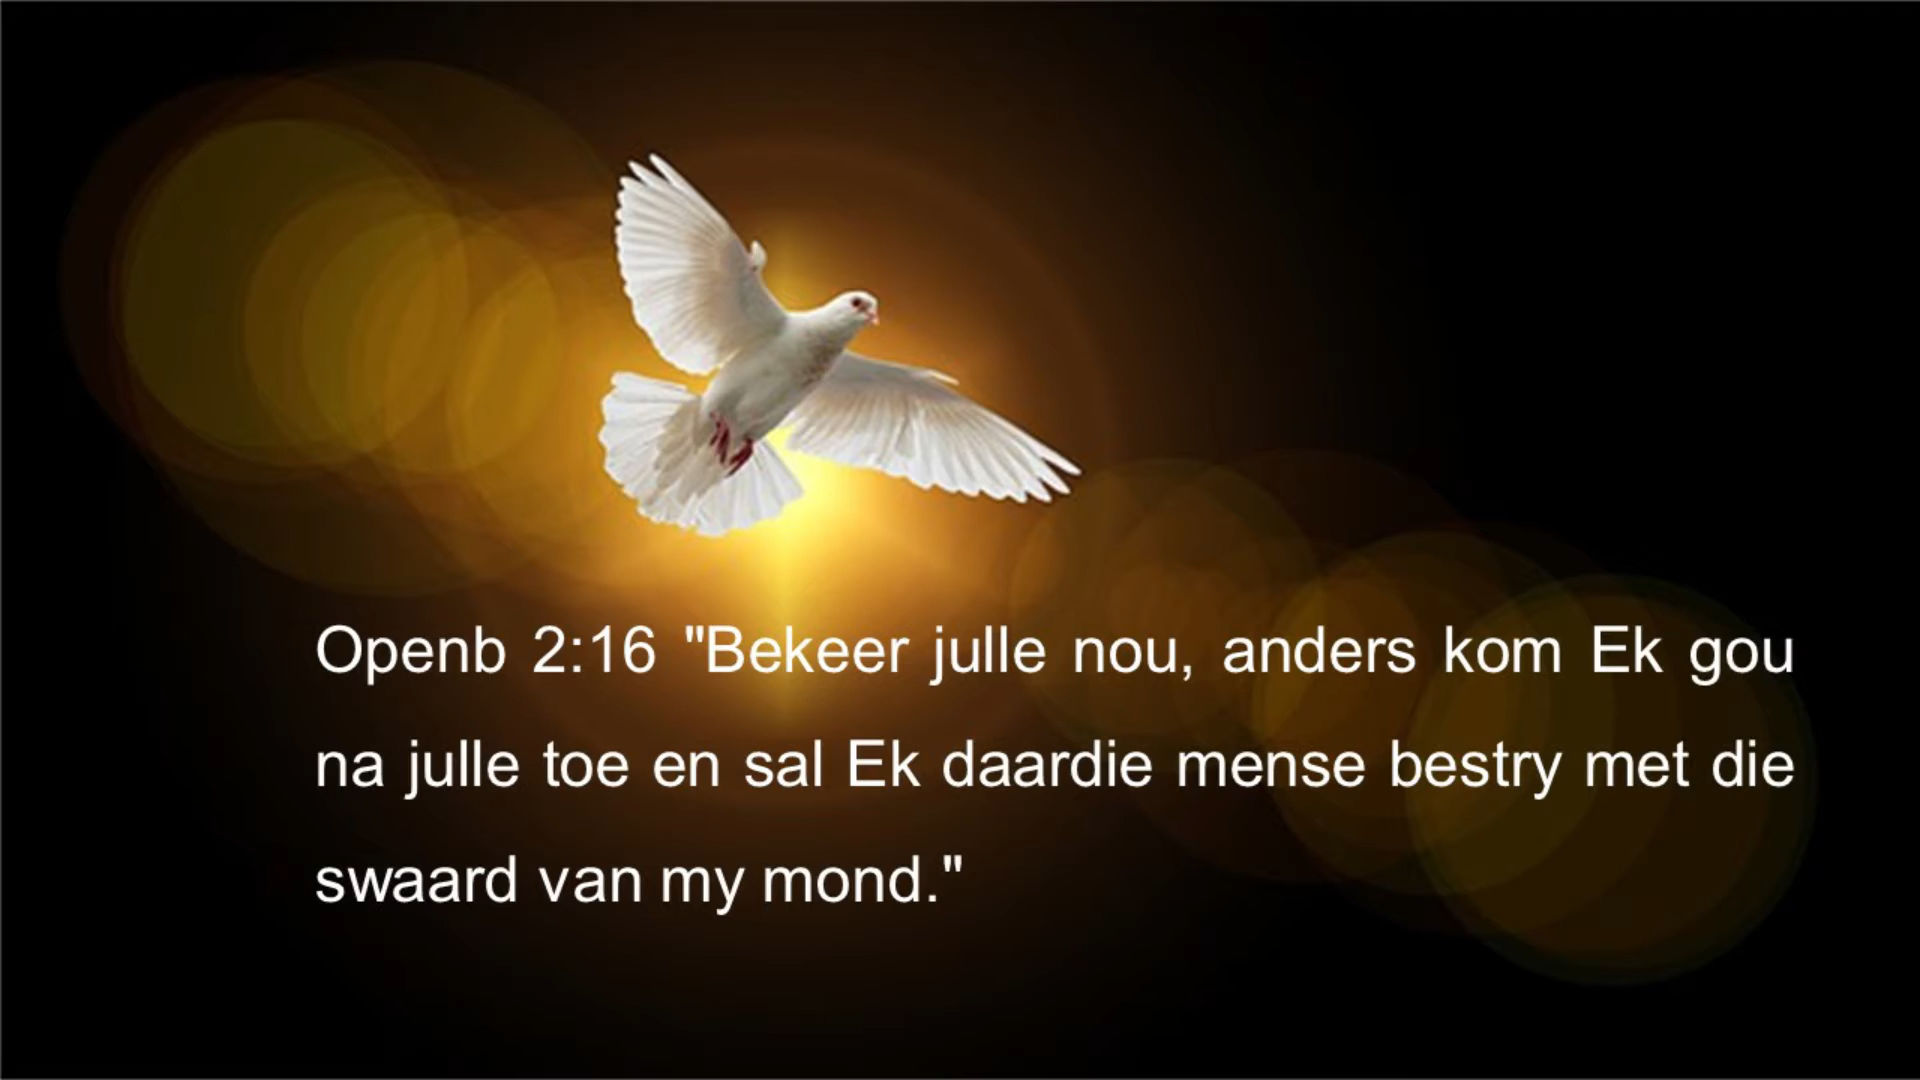 Openb 2:16 "Bekeer julle nou, anders kom Ek gou
na julle toe en sal Ek daardie mense bestry met die
swaard van my mond."